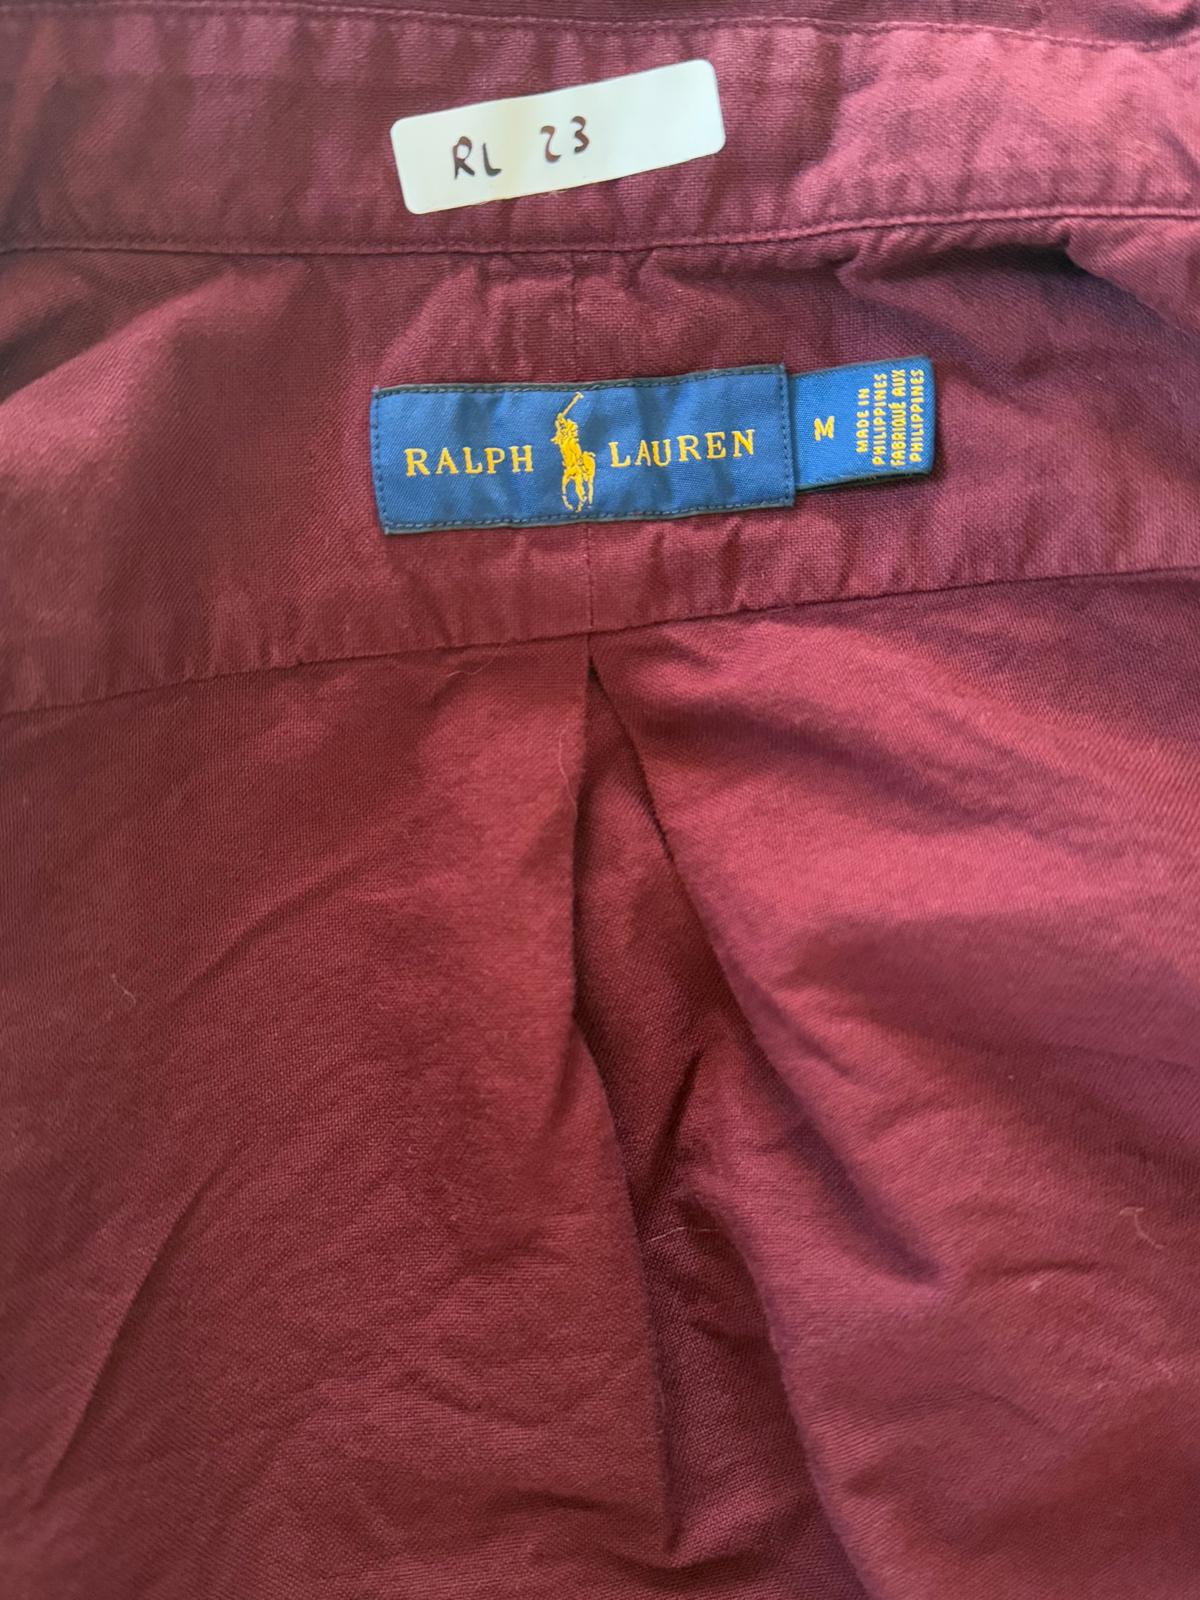 RL 23
RALPH LAUREN
M
MADE IN
PHILIPPINES
FABRIQUÉ AUX
PHILIPPINES